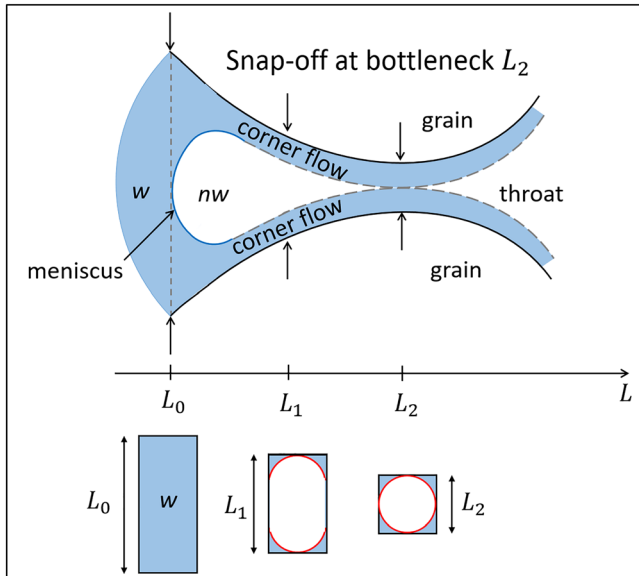 Snap-off at bottleneck L₂
grain
corner flow
w
nw
throat
corner flow
meniscus
grain
L₀
L₁
L₂
L
L₀
w
L₁
L₂